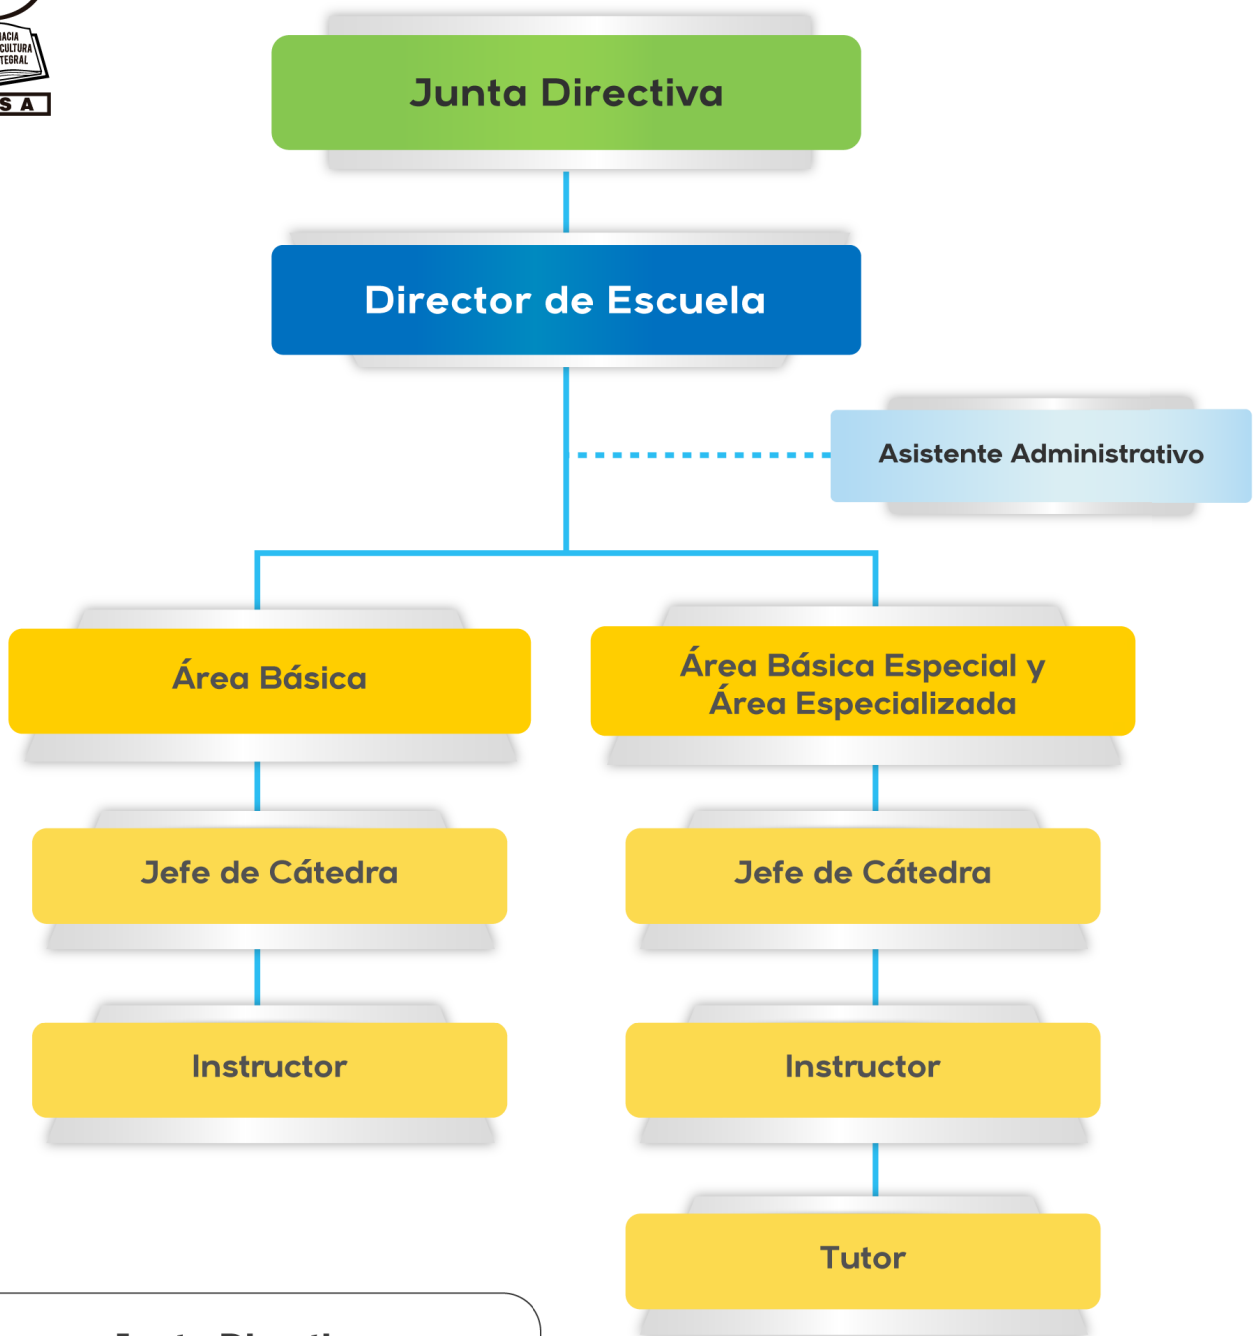 INTEGRAL
S A
Junta Directiva
Director de Escuela
Asistente Administrativo
Área Básica
Área Básica Especial y
Área Especializada
Jefe de Cátedra
Jefe de Cátedra
Instructor
Instructor
Tutor